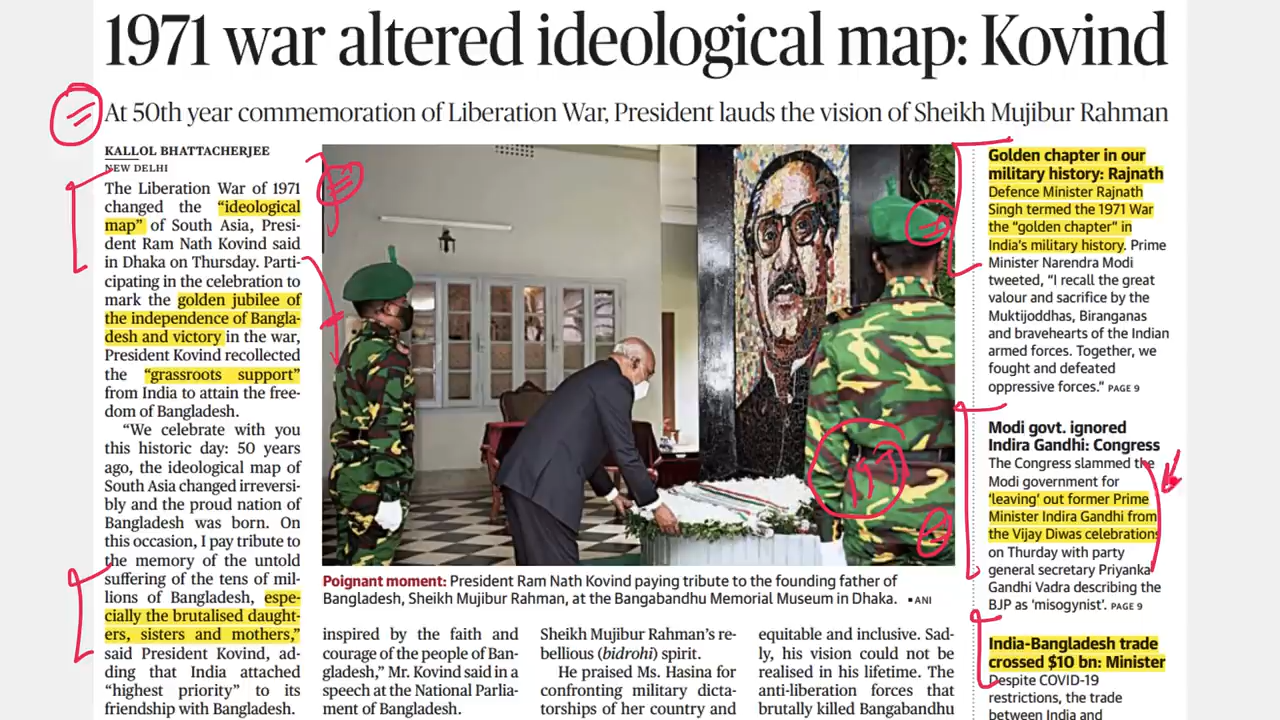 1971 war altered ideological map: Kovind
At 50th year commemoration of Liberation War, President lauds the vision of Sheikh Mujibur Rahman
KALLOL BHATTACHERJEE
NEW DELHI
The Liberation War of 1971
changed the “ideological
map” of South Asia, Presi-
dent Ram Nath Kovind said
in Dhaka on Thursday. Parti-
cipating in the celebration to
mark the golden jubilee of
the independence of Bangla-
desh and victory in the war,
President Kovind recollected
the “grassroots support”
from India to attain the free-
dom of Bangladesh.
“We celebrate with you
this historic day: 50 years
ago, the ideological map of
South Asia changed irreversi-
bly and the proud nation of
Bangladesh was born. On
this occasion, I pay tribute to
the memory of the untold
suffering of the tens of mil-
lions of Bangladesh, espe-
cially the brutalised daught-
ers, sisters and mothers,”
said President Kovind, ad-
ding that India attached
“highest priority” to its
friendship with Bangladesh.
Poignant moment: President Ram Nath Kovind paying tribute to the founding father of
Bangladesh, Sheikh Mujibur Rahman, at the Bangabandhu Memorial Museum in Dhaka. ▪ANI
inspired by the faith and
courage of the people of Ban-
gladesh,” Mr. Kovind said in a
speech at the National Parlia-
ment of Bangladesh.
Sheikh Mujibur Rahman’s re-
bellious (bidrohi) spirit.
He praised Ms. Hasina for
confronting military dicta-
torships of her country and
equitable and inclusive. Sad-
ly, his vision could not be
realised in his lifetime. The
anti-liberation forces that
brutally killed Bangabandhu
Golden chapter in our
military history: Rajnath
Defence Minister Rajnath
Singh termed the 1971 War
the “golden chapter” in
India’s military history. Prime
Minister Narendra Modi
tweeted, “I recall the great
valour and sacrifice by the
Muktijoddhas, Biranganas
and bravehearts of the Indian
armed forces. Together, we
fought and defeated
oppressive forces.” PAGE 9
Modi govt. ignored
Indira Gandhi: Congress
The Congress slammed the
Modi government for
‘leaving’ out former Prime
Minister Indira Gandhi from
the Vijay Diwas celebrations
on Thurday with party
general secretary Priyanka
Gandhi Vadra describing the
BJP as ‘misogynist’. PAGE 9
India-Bangladesh trade
crossed $10 bn: Minister
Despite COVID-19
restrictions, the trade
between India and